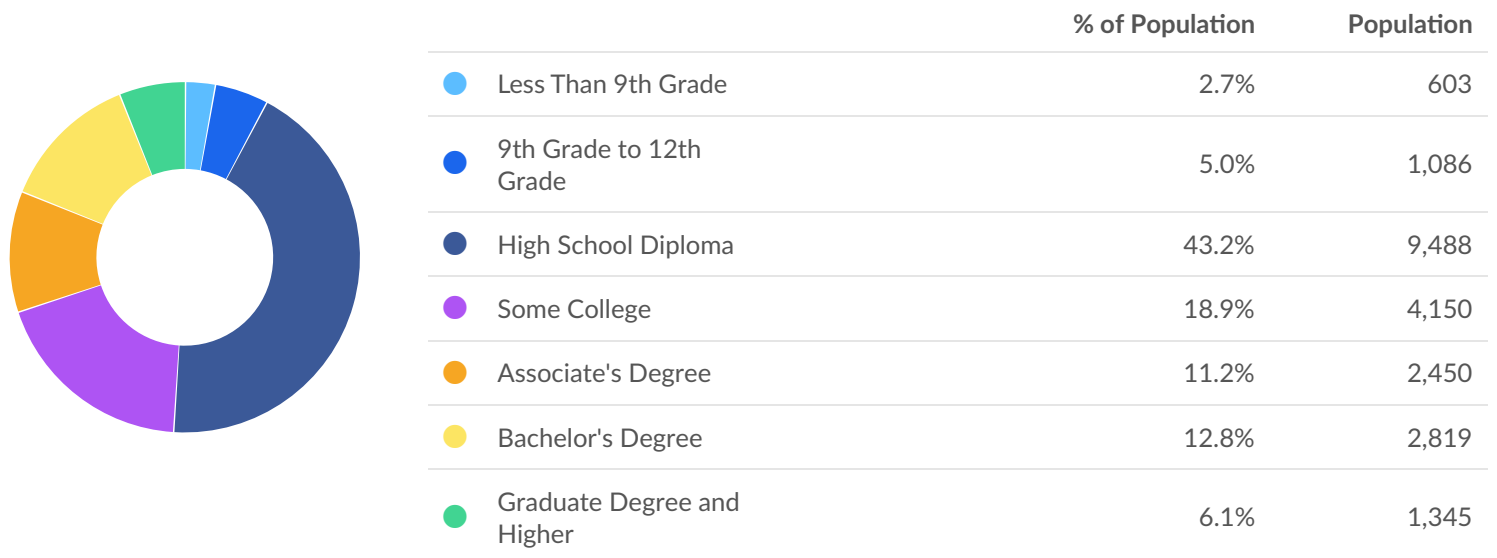 % of Population Population
Less Than 9th Grade 2.7% 603
9th Grade to 12th
Grade 5.0% 1,086
High School Diploma 43.2% 9,488
Some College 18.9% 4,150
Associate's Degree 11.2% 2,450
Bachelor's Degree 12.8% 2,819
Graduate Degree and
Higher 6.1% 1,345